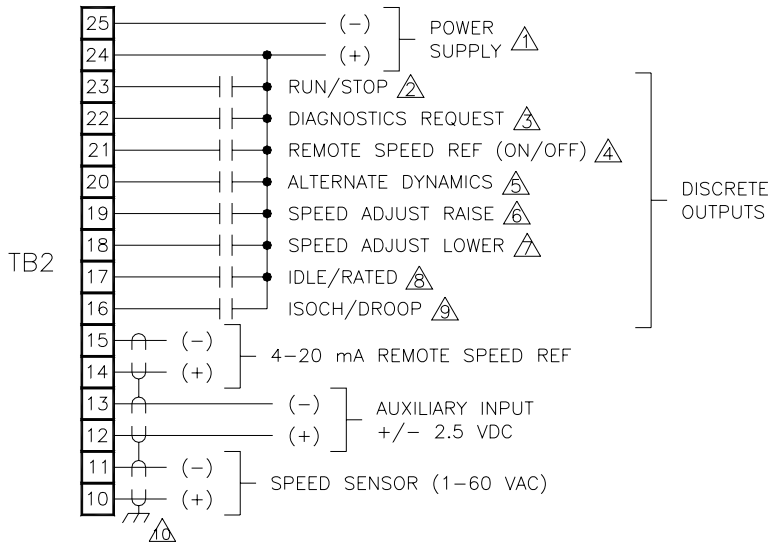 25 (-) POWER
24 (+) SUPPLY 1
23 RUN/STOP 2
22 DIAGNOSTICS REQUEST 3
21 REMOTE SPEED REF (ON/OFF) 4
20 ALTERNATE DYNAMICS 5
19 SPEED ADJUST RAISE 6
18 SPEED ADJUST LOWER 7
17 IDLE/RATED 8
16 ISOCH/DROOP 9
DISCRETE
OUTPUTS
TB2
15 (-)
14 (+)
4-20 mA REMOTE SPEED REF
13 (-) AUXILIARY INPUT
12 (+) +/- 2.5 VDC
11 (-)
10 (+)
SPEED SENSOR (1-60 VAC)
10